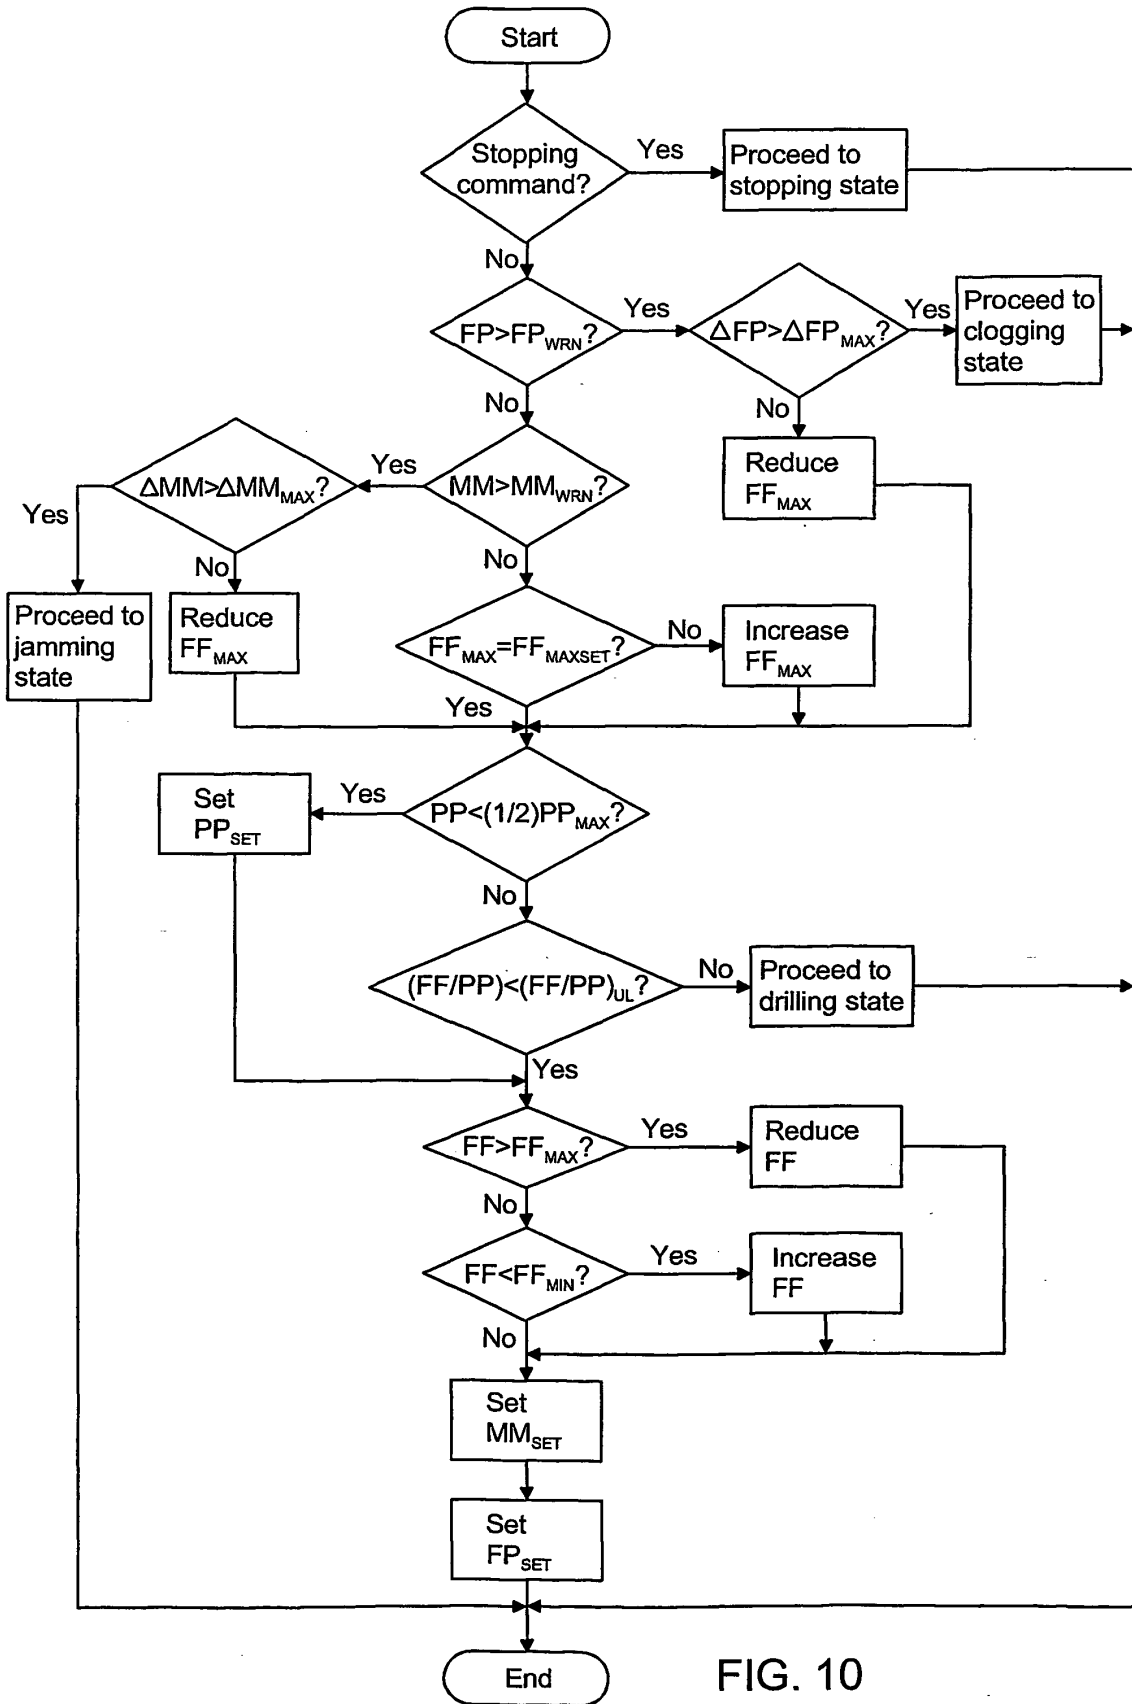 Start
Stopping
command?
Yes
Proceed to
stopping state
No
FP>FP_WRN?
Yes
ΔFP>ΔFP_MAX?
Yes
Proceed to
clogging
state
No
No
Reduce
FF_MAX
ΔMM>ΔMM_MAX?
Yes
MM>MM_WRN?
Yes
No
No
Proceed to
jamming
state
Reduce
FF_MAX
FF_MAX=FF_MAXSET?
No
Increase
FF_MAX
Yes
Set
PP_SET
Yes
PP<(1/2)PP_MAX?
No
(FF/PP)<(FF/PP)_UL?
No
Proceed to
drilling state
Yes
FF>FF_MAX?
Yes
Reduce
FF
No
FF<FF_MIN?
Yes
Increase
FF
No
Set
MM_SET
Set
FP_SET
End
FIG. 10